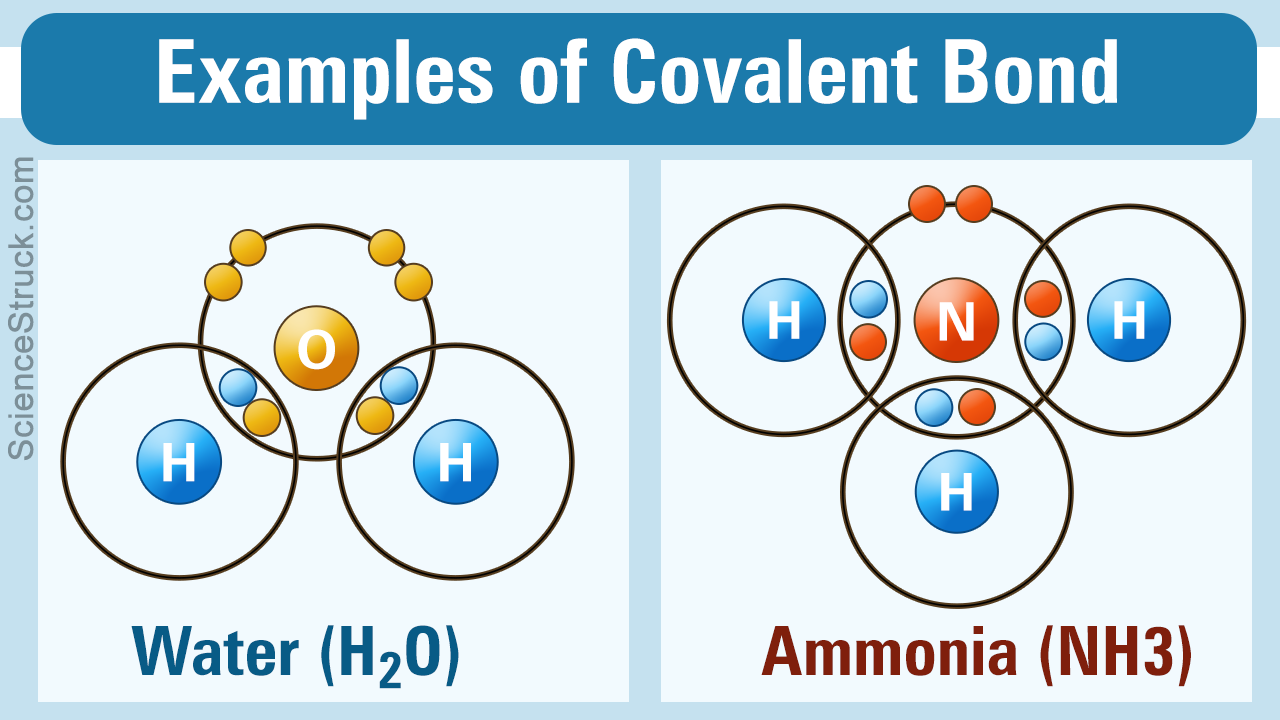 Examples of Covalent Bond
ScienceStruck.com
O
H
H
Water (H₂O)
H
N
H
H
Ammonia (NH3)